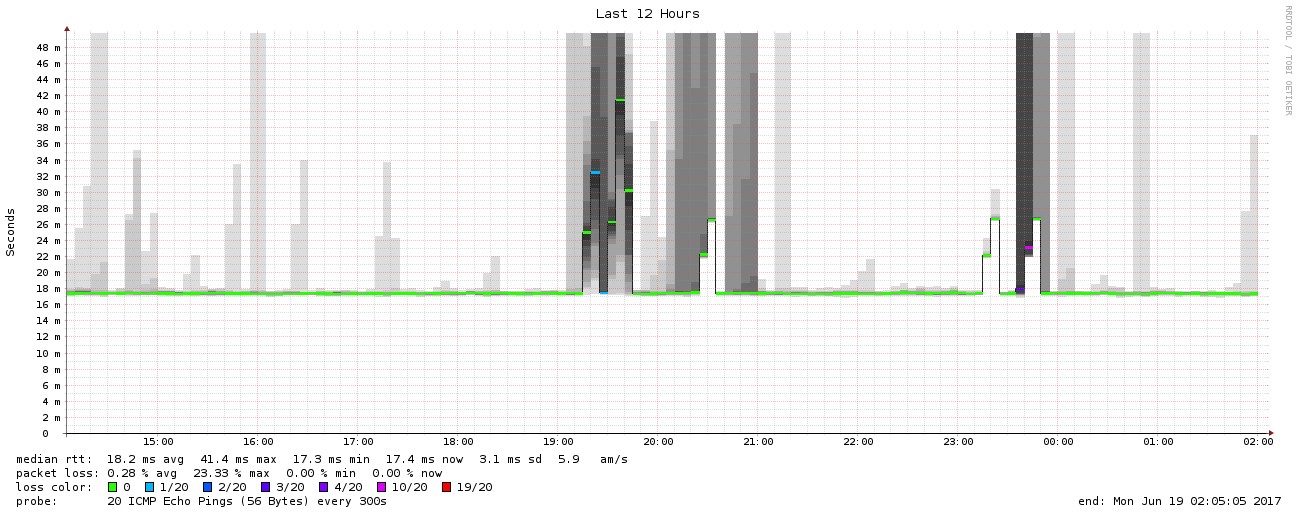 Last 12 Hours
RRDTOOL / TOBI OETIKER
Seconds
48 m
46 m
44 m
42 m
40 m
38 m
36 m
34 m
32 m
30 m
28 m
26 m
24 m
22 m
20 m
18 m
16 m
14 m
12 m
10 m
8 m
6 m
4 m
2 m
0
15:00 16:00 17:00 18:00 19:00 20:00 21:00 22:00 23:00 00:00 01:00 02:00
median rtt: 18.2 ms avg 41.4 ms max 17.3 ms min 17.4 ms now 3.1 ms sd 5.9 am/s
packet loss: 0.28 % avg 23.33 % max 0.00 % min 0.00 % now
loss color: 0 1/20 2/20 3/20 4/20 10/20 19/20
probe: 20 ICMP Echo Pings (56 Bytes) every 300s end: Mon Jun 19 02:05:05 2017